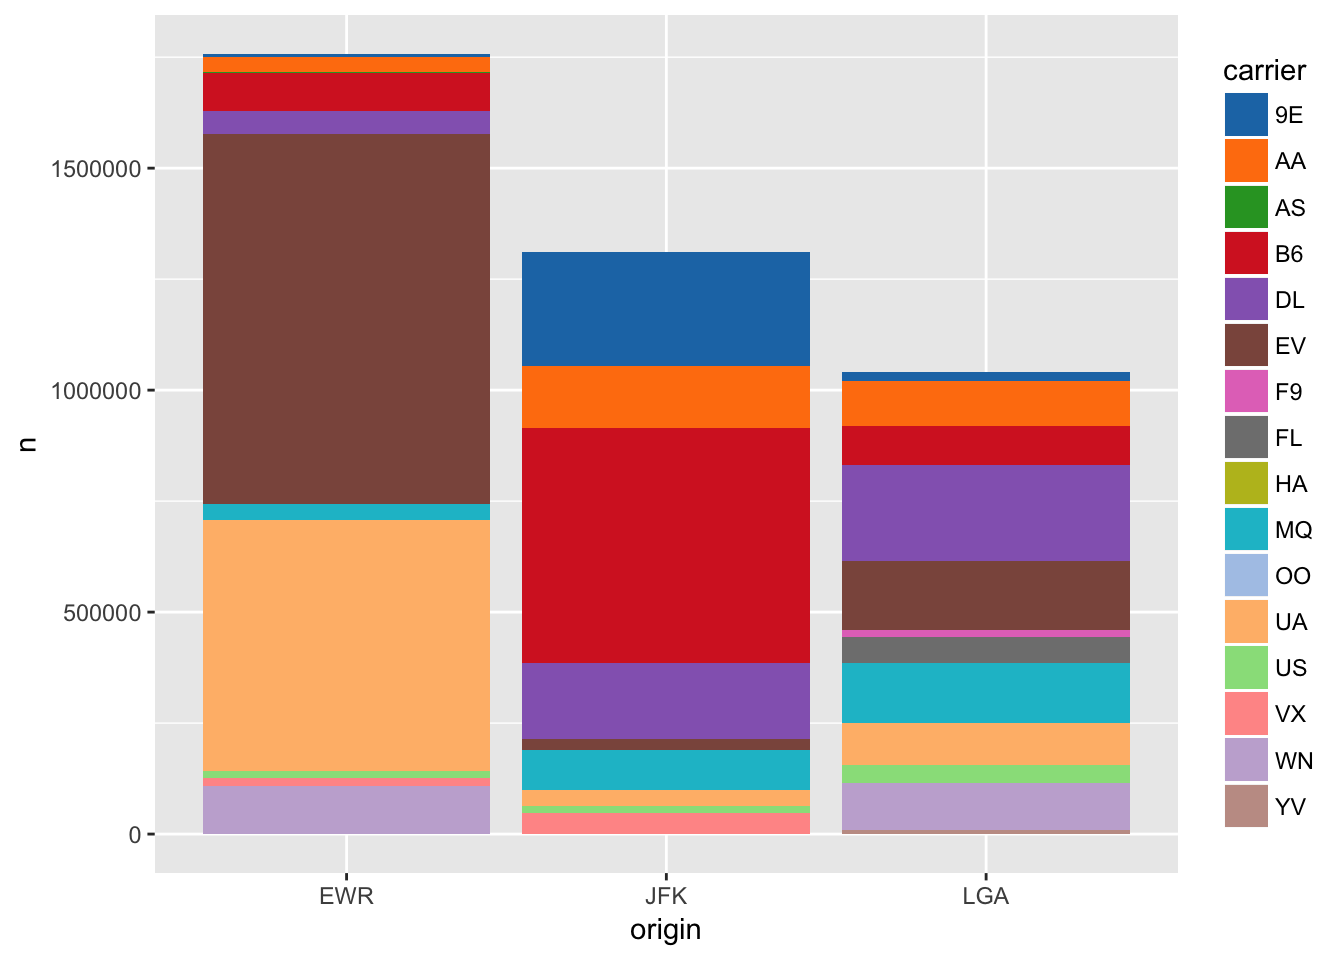 carrier
9E
AA
AS
B6
DL
EV
F9
FL
HA
MQ
OO
UA
US
VX
WN
YV
1500000
1000000
500000
0
n
EWR JFK LGA
origin